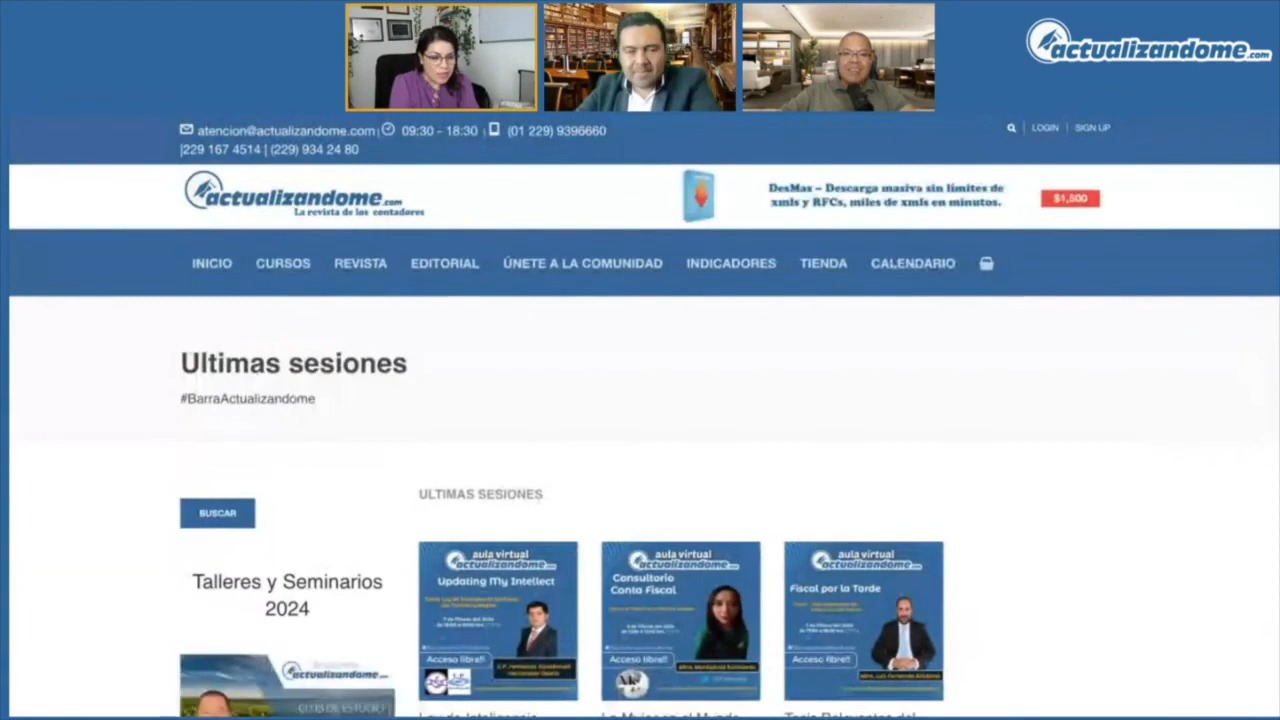 actualizandome.com
atencion@actualizandome.com | 09:30 - 18:30 | (01 229) 9396660
|229 167 4514 | (229) 934 24 80
LOGIN | SIGN UP
actualizandome.com
La revista de los contadores
DesMas – Descarga masiva sin límites de
xmls y RFCs, miles de xmls en minutos.
$1,500
INICIO CURSOS REVISTA EDITORIAL ÚNETE A LA COMUNIDAD INDICADORES TIENDA CALENDARIO
Ultimas sesiones
#BarraActualizandome
BUSCAR
ULTIMAS SESIONES
Talleres y Seminarios
2024
aula virtual
actualizandome.com
Updating My Intellect
Acceso libre!!
aula virtual
actualizandome.com
Consultorio
Conta Fiscal
Acceso libre!!
aula virtual
actualizandome.com
Fiscal por la Tarde
Acceso libre!!
actualizandome.com